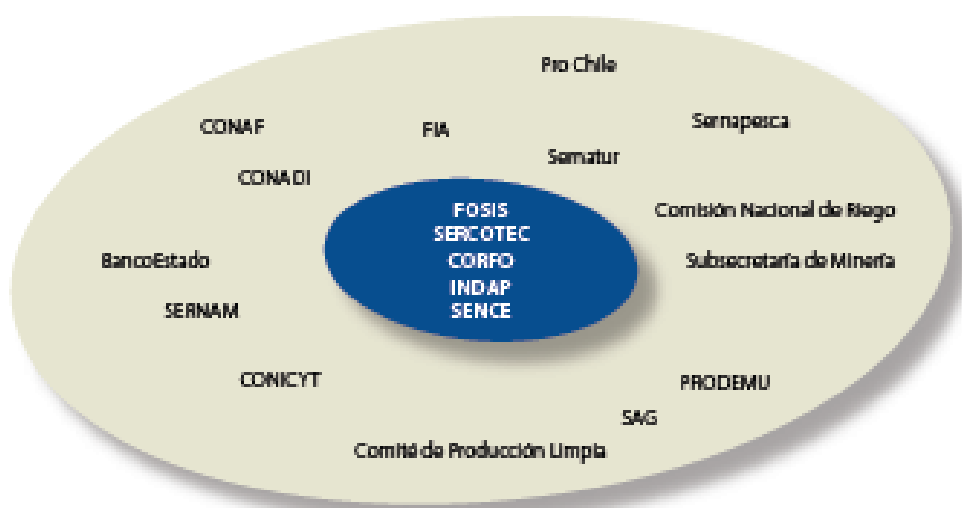 Pro Chile
CONAF
FIA
Sernapesca
Sernatur
CONADI
FOSIS
SERCOTEC
CORFO
INDAP
SENCE
Comisión Nacional de Riego
BancoEstado
Subsecretaría de Minería
SERNAM
CONICYT
PRODEMU
SAG
Comité de Producción Limpia